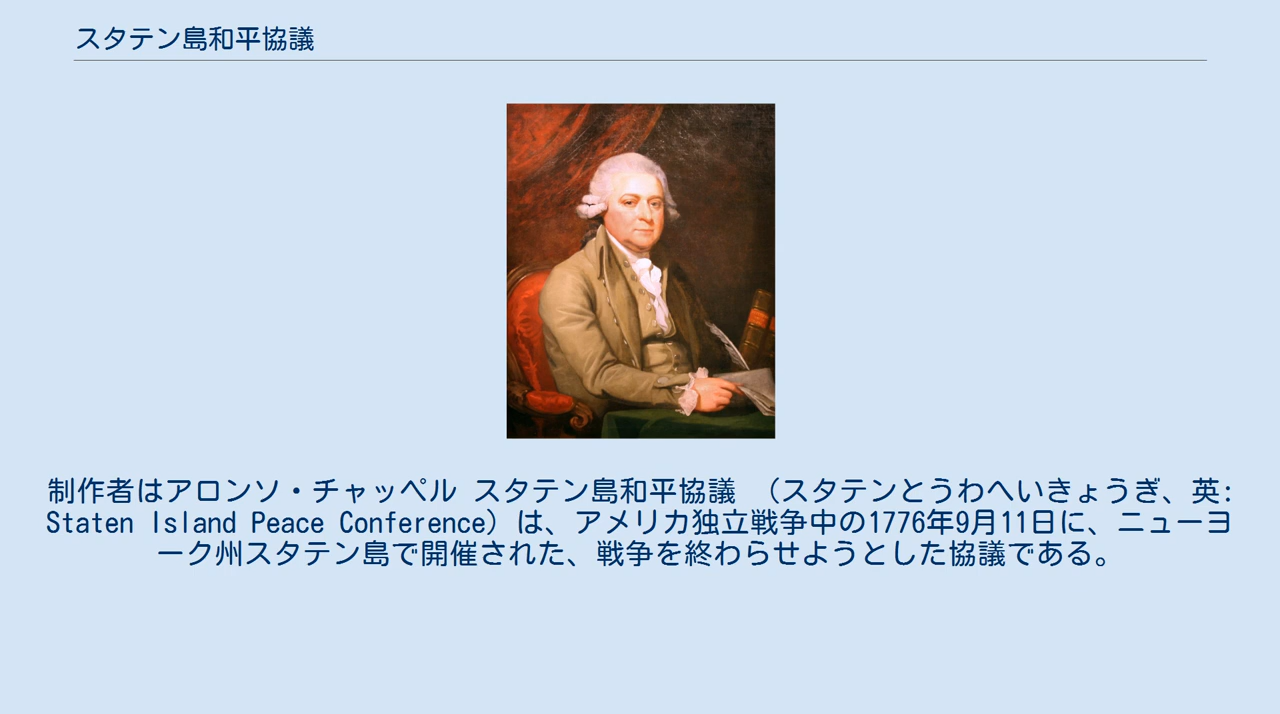 スタテン島和平協議
制作者はアロンソ・チャッペル スタテン島和平協議 （スタテンとうわへいきょうぎ、英:
Staten Island Peace Conference）は、アメリカ独立戦争中の1776年9月11日に、ニューヨ
ーク州スタテン島で開催された、戦争を終わらせようとした協議である。